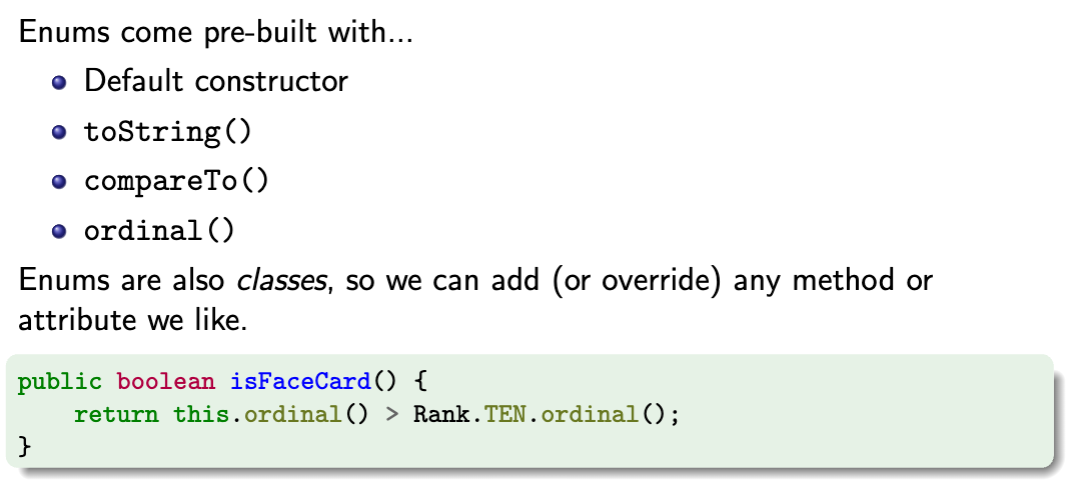 Enums come pre-built with...
Default constructor
toString()
compareTo()
ordinal()
Enums are also classes, so we can add (or override) any method or
attribute we like.
public boolean isFaceCard() {
    return this.ordinal() > Rank.TEN.ordinal();
}